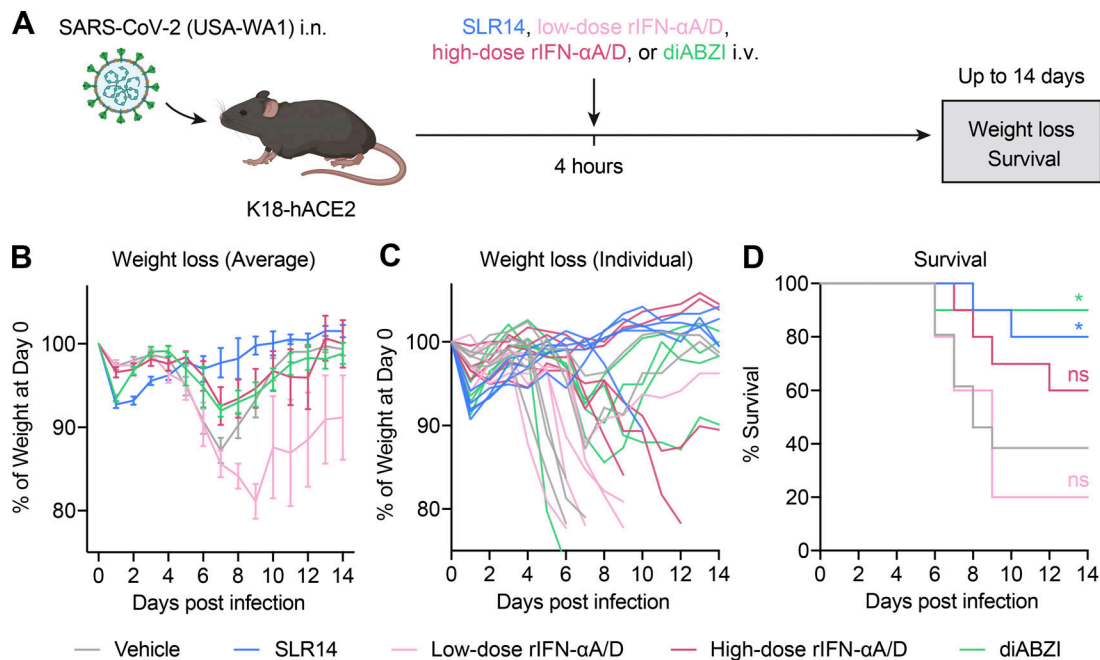 A
SARS-CoV-2 (USA-WA1) i.n.
K18-hACE2
SLR14, low-dose rIFN-αA/D,
high-dose rIFN-αA/D, or diABZI i.v.
4 hours
Up to 14 days
Weight loss
Survival
B
Weight loss (Average)
% of Weight at Day 0
100
90
80
0 2 4 6 8 10 12 14
Days post infection
C
Weight loss (Individual)
% of Weight at Day 0
100
90
80
0 2 4 6 8 10 12 14
Days post infection
D
Survival
% Survival
100
80
60
40
20
0
*
*
ns
ns
0 2 4 6 8 10 12 14
Days post infection
Vehicle SLR14 Low-dose rIFN-αA/D High-dose rIFN-αA/D diABZI